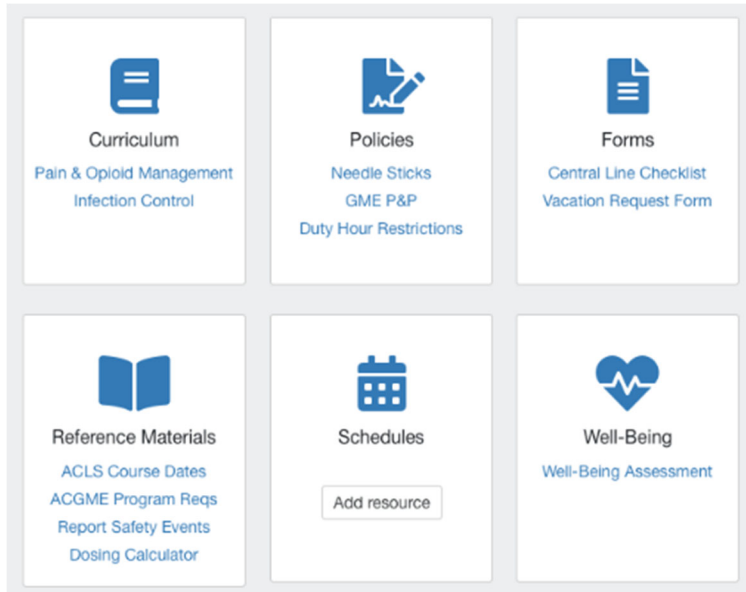 Curriculum
Pain & Opioid Management
Infection Control
Policies
Needle Sticks
GME P&P
Duty Hour Restrictions
Forms
Central Line Checklist
Vacation Request Form
Reference Materials
ACLS Course Dates
ACGME Program Reqs
Report Safety Events
Dosing Calculator
Schedules
Add resource
Well-Being
Well-Being Assessment